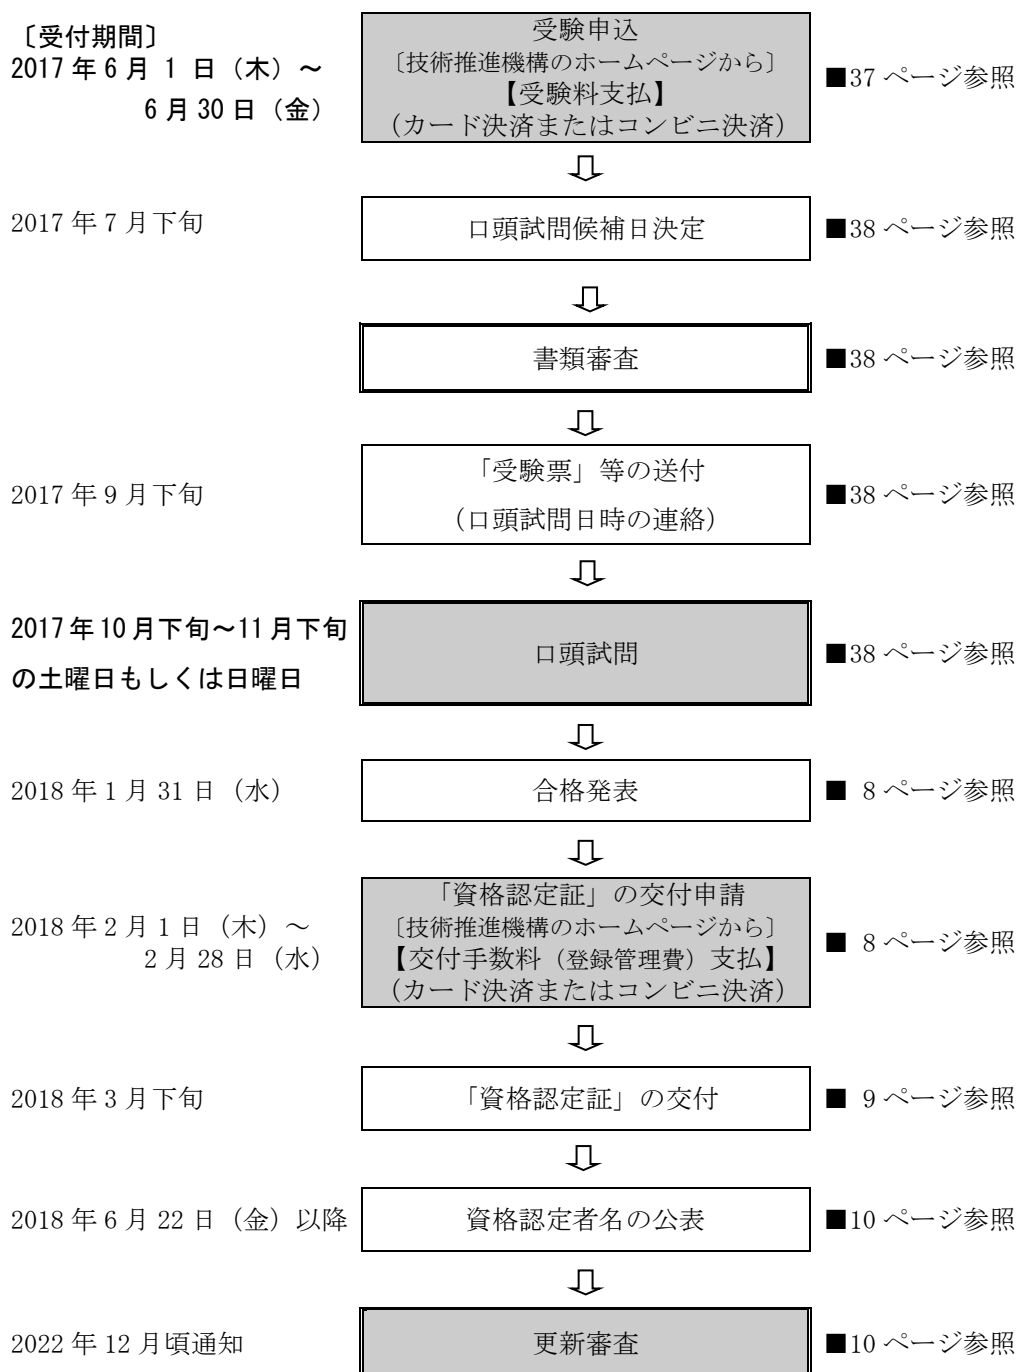 〔受付期間〕
2017年6月1日（木）～
6月30日（金）
受験申込
〔技術推進機構のホームページから〕
【受験料支払】
（カード決済またはコンビニ決済）
■37ページ参照
2017年7月下旬
口頭試問候補日決定
■38ページ参照
書類審査
■38ページ参照
2017年9月下旬
「受験票」等の送付
（口頭試問日時の連絡）
■38ページ参照
2017年10月下旬～11月下旬
の土曜日もしくは日曜日
口頭試問
■38ページ参照
2018年1月31日（水）
合格発表
■ 8ページ参照
2018年2月1日（木）～
2月28日（水）
「資格認定証」の交付申請
〔技術推進機構のホームページから〕
【交付手数料（登録管理費）支払】
（カード決済またはコンビニ決済）
■ 8ページ参照
2018年3月下旬
「資格認定証」の交付
■ 9ページ参照
2018年6月22日（金）以降
資格認定者名の公表
■10ページ参照
2022年12月頃通知
更新審査
■10ページ参照